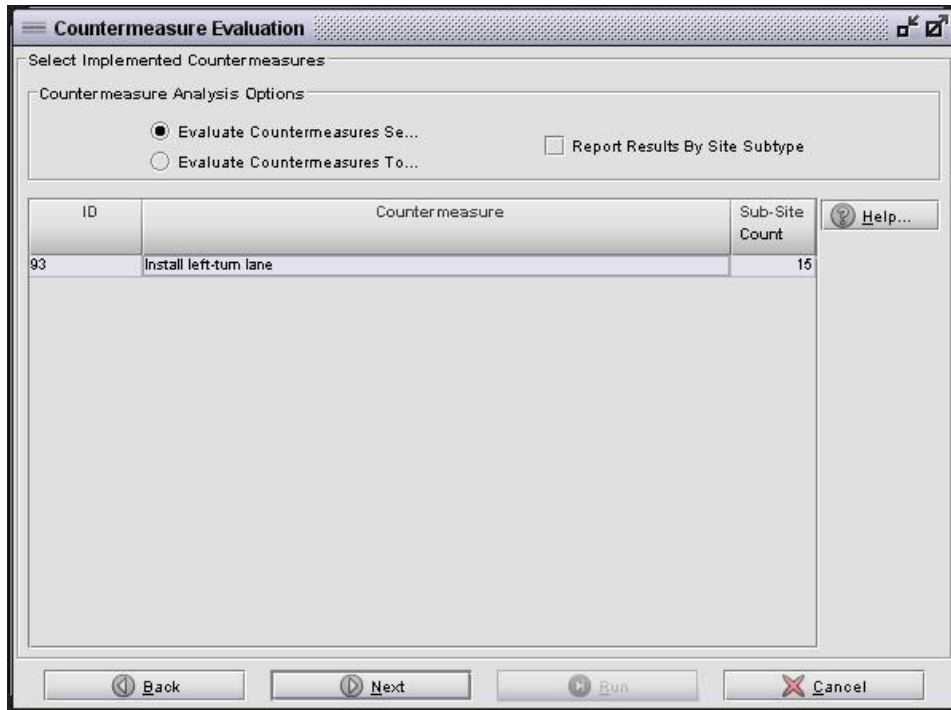 Countermeasure Evaluation
Select Implemented Countermeasures
Countermeasure Analysis Options
Evaluate Countermeasures Se...
Evaluate Countermeasures To...
Report Results By Site Subtype
ID
Countermeasure
Sub-Site
Count
Help...
93
Install left-turn lane
15
Back
Next
Run
Cancel